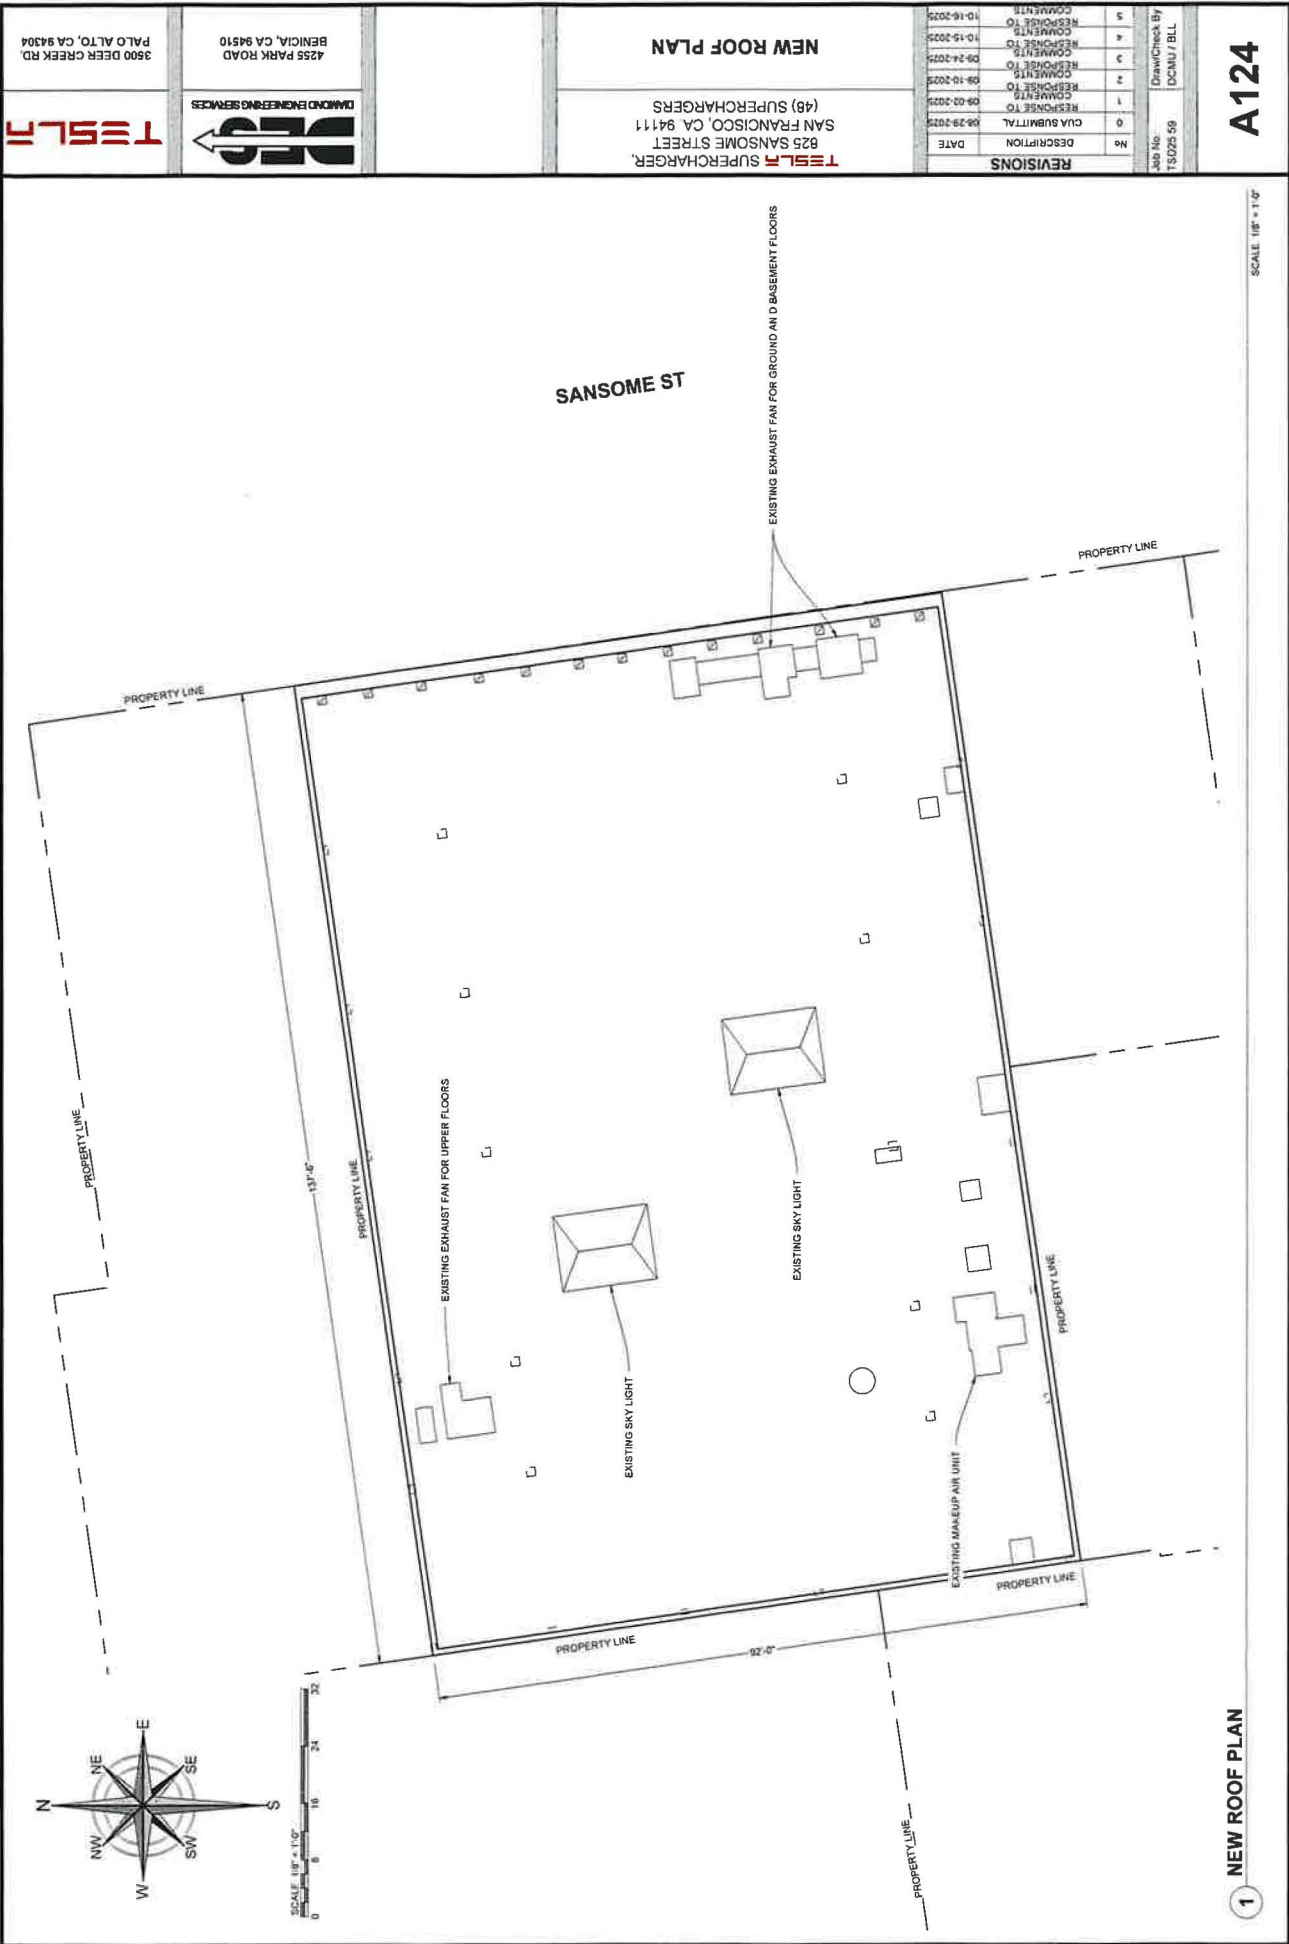 TESLA
3500 DEER CREEK RD.
PALO ALTO, CA 94304
DES
DIAMOND ENGINEERING SERVICES
4255 PARK ROAD
BENICIA, CA 94510
TESLA SUPERCHARGER,
825 SANSOME STREET
SAN FRANCISCO, CA 94111
(48) SUPERCHARGERS
NEW ROOF PLAN
REVISIONS
No DESCRIPTION DATE
0 CUA SUBMITTAL 08-29-2025
1 RESPONSE TO COMMENTS 09-02-2025
2 RESPONSE TO COMMENTS 09-10-2025
3 RESPONSE TO COMMENTS 09-24-2025
4 RESPONSE TO COMMENTS 10-15-2025
5 RESPONSE TO COMMENTS 10-16-2025
Job No.
TSD25 59
Draw/Check By
DCMU / BLL
A124
SANSOME ST
EXISTING EXHAUST FAN FOR GROUND AN D BASEMENT FLOORS
PROPERTY LINE
PROPERTY LINE
PROPERTY LINE
137'-6"
PROPERTY LINE
EXISTING EXHAUST FAN FOR UPPER FLOORS
EXISTING SKY LIGHT
EXISTING SKY LIGHT
EXISTING MAKEUP AIR UNIT
PROPERTY LINE
PROPERTY LINE
PROPERTY LINE
92'-0"
PROPERTY LINE
N
NE
E
SE
S
SW
W
NW
SCALE 1/8" = 1'-0"
0 8 16 24 32
1 NEW ROOF PLAN
SCALE 1/8" = 1'-0"